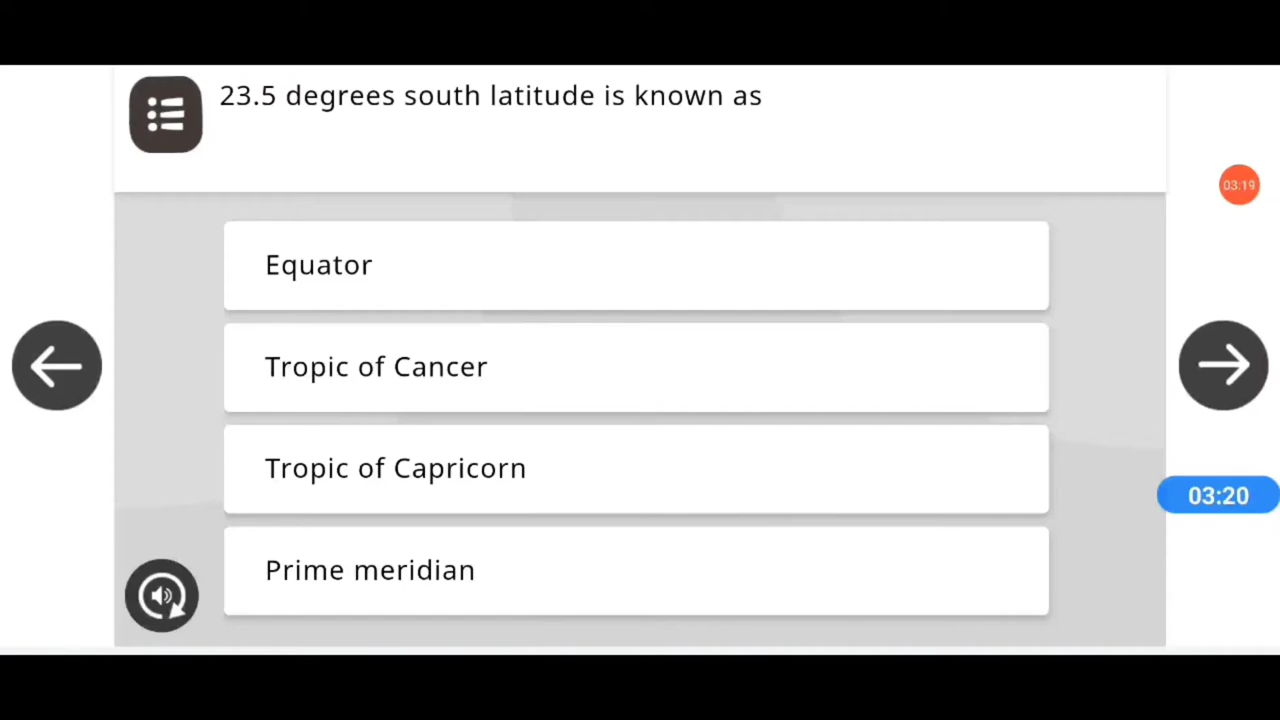 23.5 degrees south latitude is known as
03:19
Equator
Tropic of Cancer
Tropic of Capricorn
03:20
Prime meridian